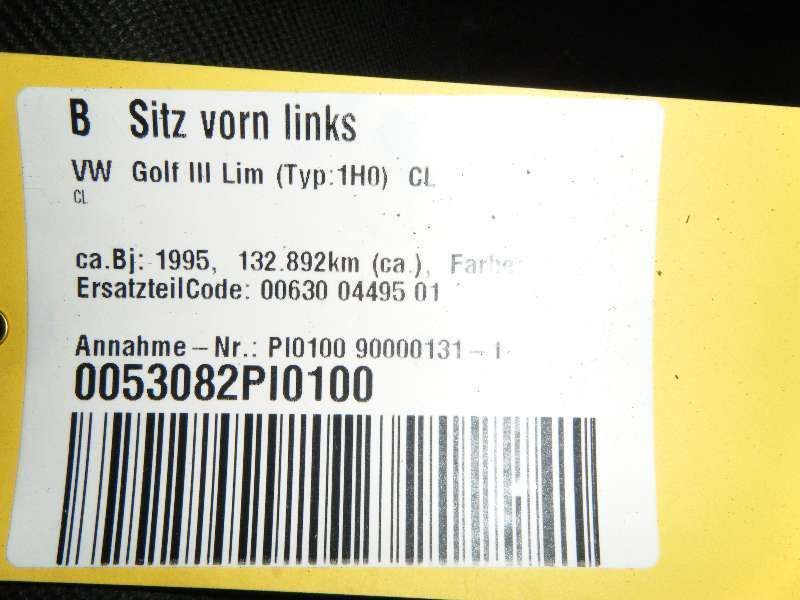 B Sitz vorn links
VW Golf III Lim (Typ:1H0) CL
CL
ca.Bj: 1995, 132.892km (ca.), Farbe
ErsatzteilCode: 00630 04495 01
Annahme-Nr.: PI0100 90000131-1
0053082PI0100